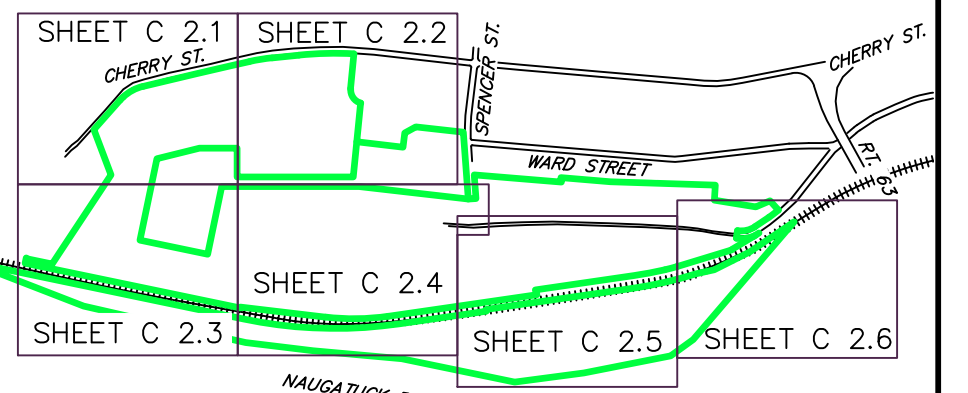 SHEET C 2.1
SHEET C 2.2
SPENCER ST.
CHERRY ST.
CHERRY ST.
WARD STREET
RT. 63
SHEET C 2.4
SHEET C 2.3
SHEET C 2.5
SHEET C 2.6
NAUGATUCK